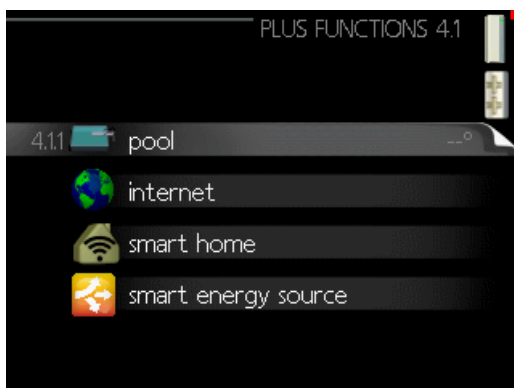 PLUS FUNCTIONS 4.1
4.1.1 pool --°
internet
smart home
smart energy source